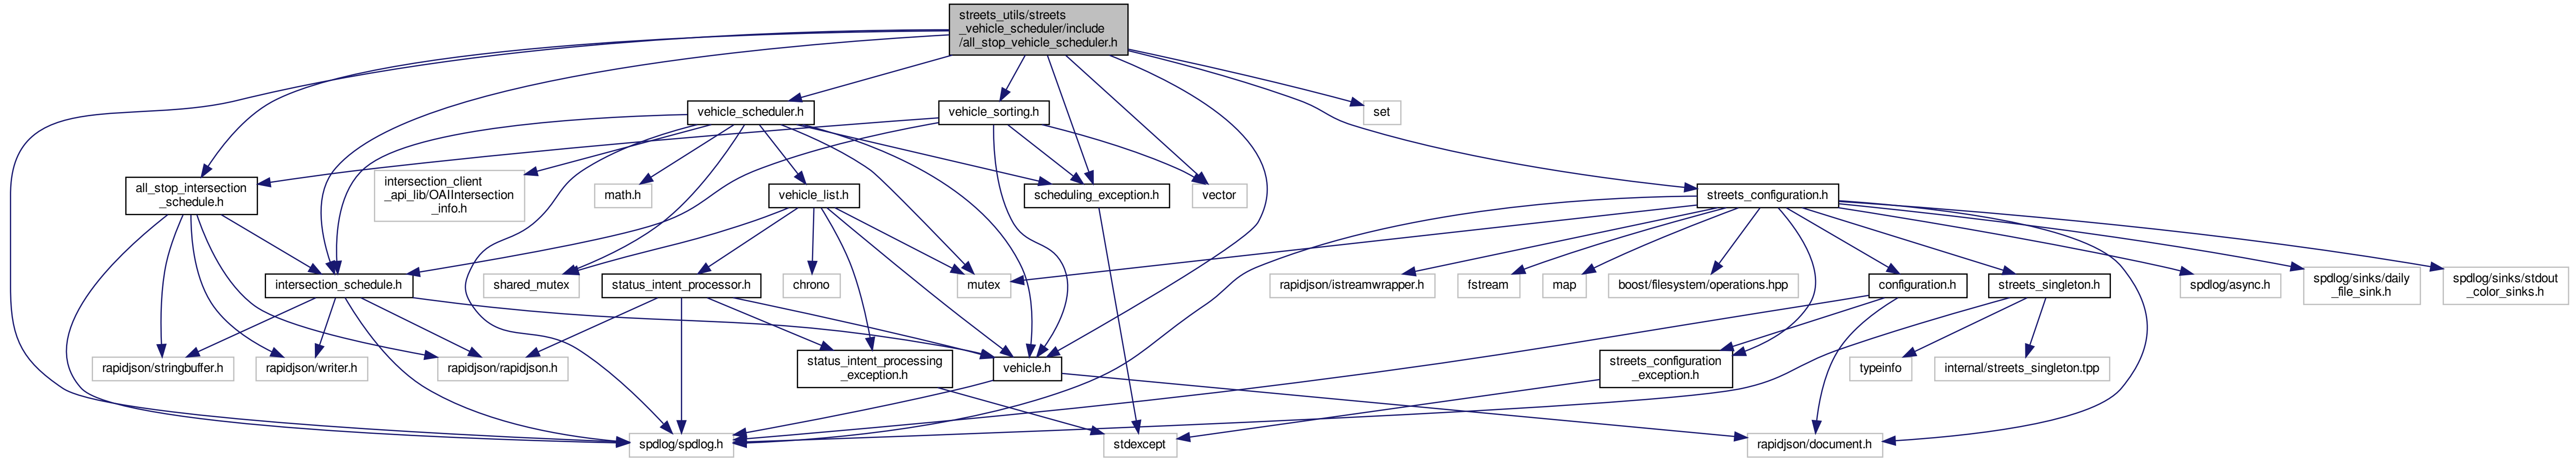 streets_utils/streets
_vehicle_scheduler/include
/all_stop_vehicle_scheduler.h
vehicle_scheduler.h
vehicle_sorting.h
set
all_stop_intersection
_schedule.h
intersection_client
_api_lib/OAIIntersection
_info.h
math.h
vehicle_list.h
scheduling_exception.h
vector
streets_configuration.h
intersection_schedule.h
shared_mutex
status_intent_processor.h
chrono
mutex
rapidjson/istreamwrapper.h
fstream
map
boost/filesystem/operations.hpp
configuration.h
streets_singleton.h
spdlog/async.h
spdlog/sinks/daily
_file_sink.h
spdlog/sinks/stdout
_color_sinks.h
rapidjson/stringbuffer.h
rapidjson/writer.h
rapidjson/rapidjson.h
status_intent_processing
_exception.h
vehicle.h
streets_configuration
_exception.h
typeinfo
internal/streets_singleton.tpp
spdlog/spdlog.h
stdexcept
rapidjson/document.h